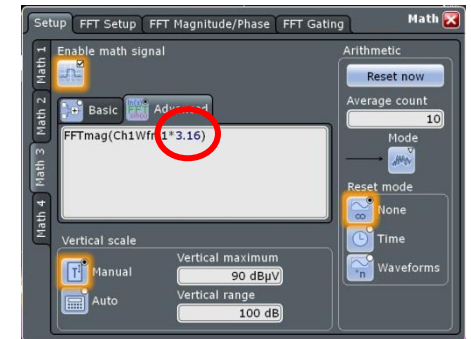 Setup FFT Setup FFT Magnitude/Phase FFT Gating Math
Math 1
Math 2
Math 3
Math 4
Enable math signal
Basic Advanced
FFTmag(Ch1Wfm1*3.16)
Vertical scale
Manual
Auto
Vertical maximum
90 dBµV
Vertical range
100 dB
Arithmetic
Reset now
Average count
10
Mode
Reset mode
None
Time
Waveforms